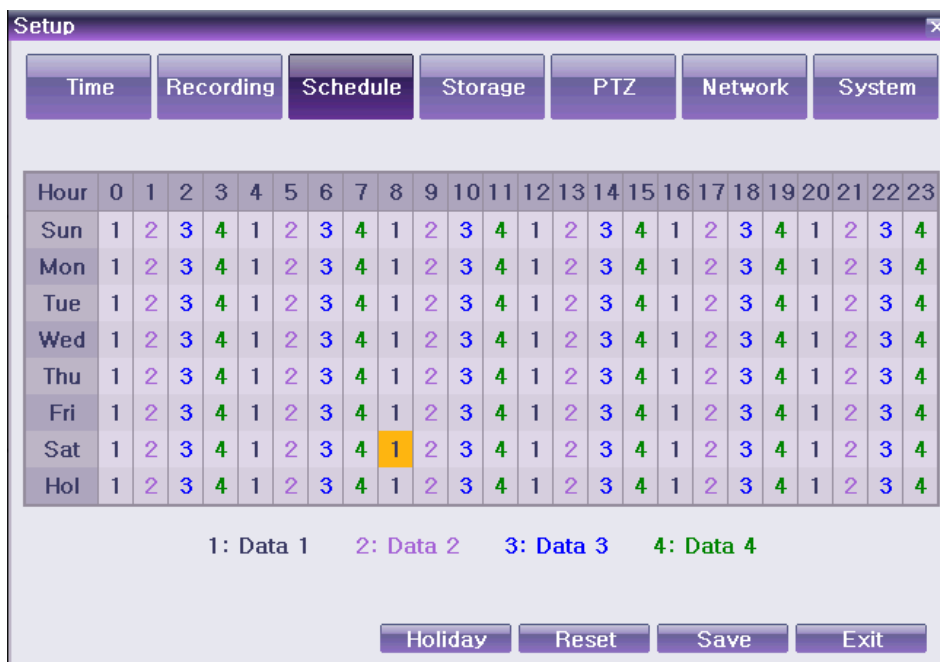 Setup
Time Recording Schedule Storage PTZ Network System
Hour 0 1 2 3 4 5 6 7 8 9 10 11 12 13 14 15 16 17 18 19 20 21 22 23
Sun 1 2 3 4 1 2 3 4 1 2 3 4 1 2 3 4 1 2 3 4 1 2 3 4
Mon 1 2 3 4 1 2 3 4 1 2 3 4 1 2 3 4 1 2 3 4 1 2 3 4
Tue 1 2 3 4 1 2 3 4 1 2 3 4 1 2 3 4 1 2 3 4 1 2 3 4
Wed 1 2 3 4 1 2 3 4 1 2 3 4 1 2 3 4 1 2 3 4 1 2 3 4
Thu 1 2 3 4 1 2 3 4 1 2 3 4 1 2 3 4 1 2 3 4 1 2 3 4
Fri 1 2 3 4 1 2 3 4 1 2 3 4 1 2 3 4 1 2 3 4 1 2 3 4
Sat 1 2 3 4 1 2 3 4 1 2 3 4 1 2 3 4 1 2 3 4 1 2 3 4
Hol 1 2 3 4 1 2 3 4 1 2 3 4 1 2 3 4 1 2 3 4 1 2 3 4
1: Data 1 2: Data 2 3: Data 3 4: Data 4
Holiday Reset Save Exit